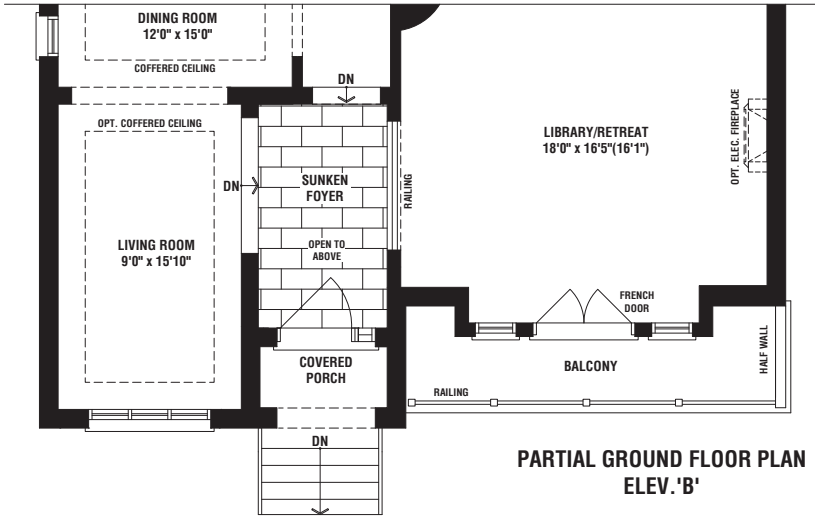 DINING ROOM
12'0" x 15'0"
COFFERED CEILING
DN
OPT. COFFERED CEILING
LIBRARY/RETREAT
18'0" x 16'5"(16'1")
OPT. ELEC. FIREPLACE
DN
SUNKEN
FOYER
RAILING
LIVING ROOM
9'0" x 15'10"
OPEN TO
ABOVE
FRENCH
DOOR
COVERED
PORCH
BALCONY
HALF WALL
RAILING
DN
PARTIAL GROUND FLOOR PLAN
ELEV.'B'